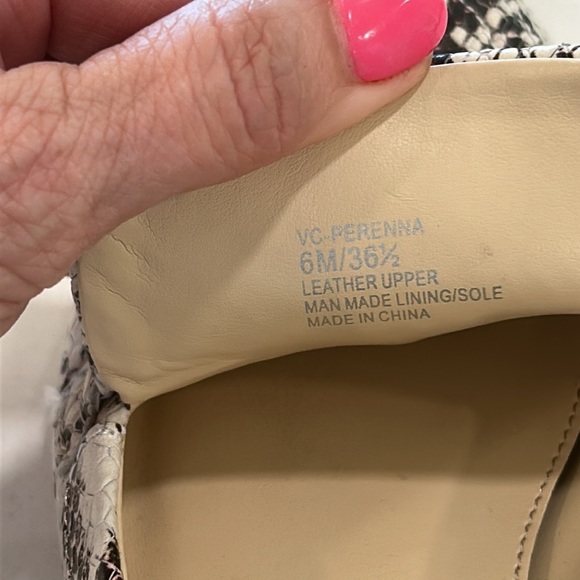 VC-PERENNA
6M/36½
LEATHER UPPER
MAN MADE LINING/SOLE
MADE IN CHINA